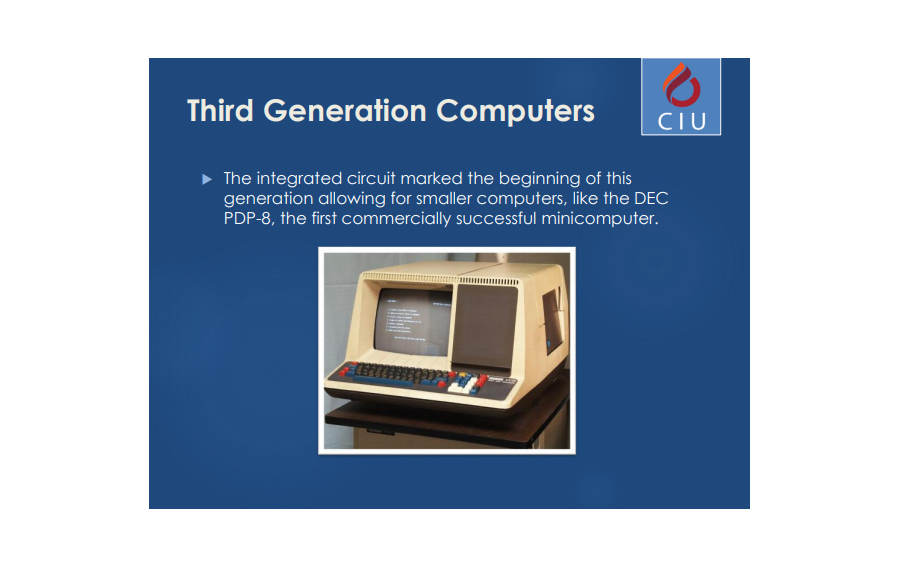 Third Generation Computers
CIU
The integrated circuit marked the beginning of this
generation allowing for smaller computers, like the DEC
PDP-8, the first commercially successful minicomputer.